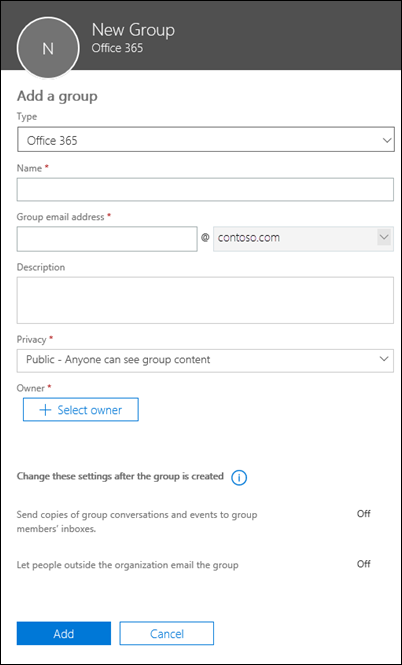 N
New Group
Office 365
Add a group
Type
Office 365
Name *
Group email address *
@ contoso.com
Description
Privacy *
Public - Anyone can see group content
Owner *
+ Select owner
Change these settings after the group is created i
Send copies of group conversations and events to group Off
members' inboxes.
Let people outside the organization email the group Off
Add Cancel